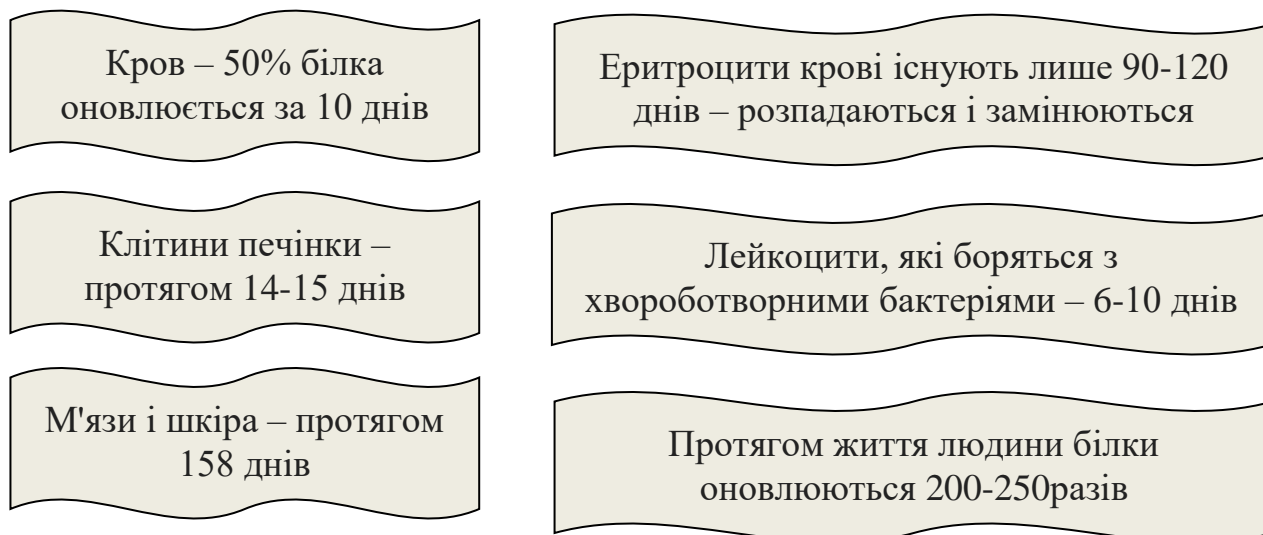 Кров – 50% білка
оновлюється за 10 днів
Еритроцити крові існують лише 90-120
днів – розпадаються і замінюються
Клітини печінки –
протягом 14-15 днів
Лейкоцити, які боряться з
хвороботворними бактеріями – 6-10 днів
М'язи і шкіра – протягом
158 днів
Протягом життя людини білки
оновлюються 200-250разів